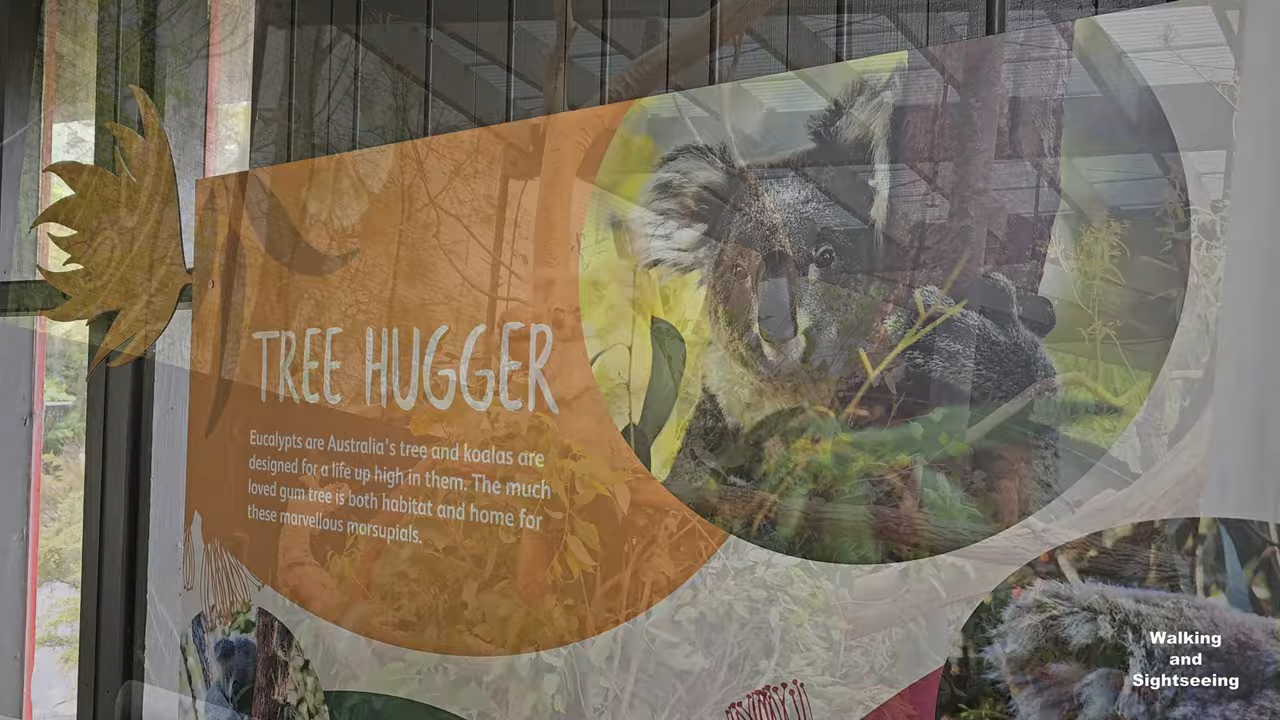 TREE HUGGER
Eucalypts are Australia's tree and koalas are
designed for a life up high in them. The much
loved gum tree is both habitat and home for
these marvellous marsupials.
Walking
and
Sightseeing